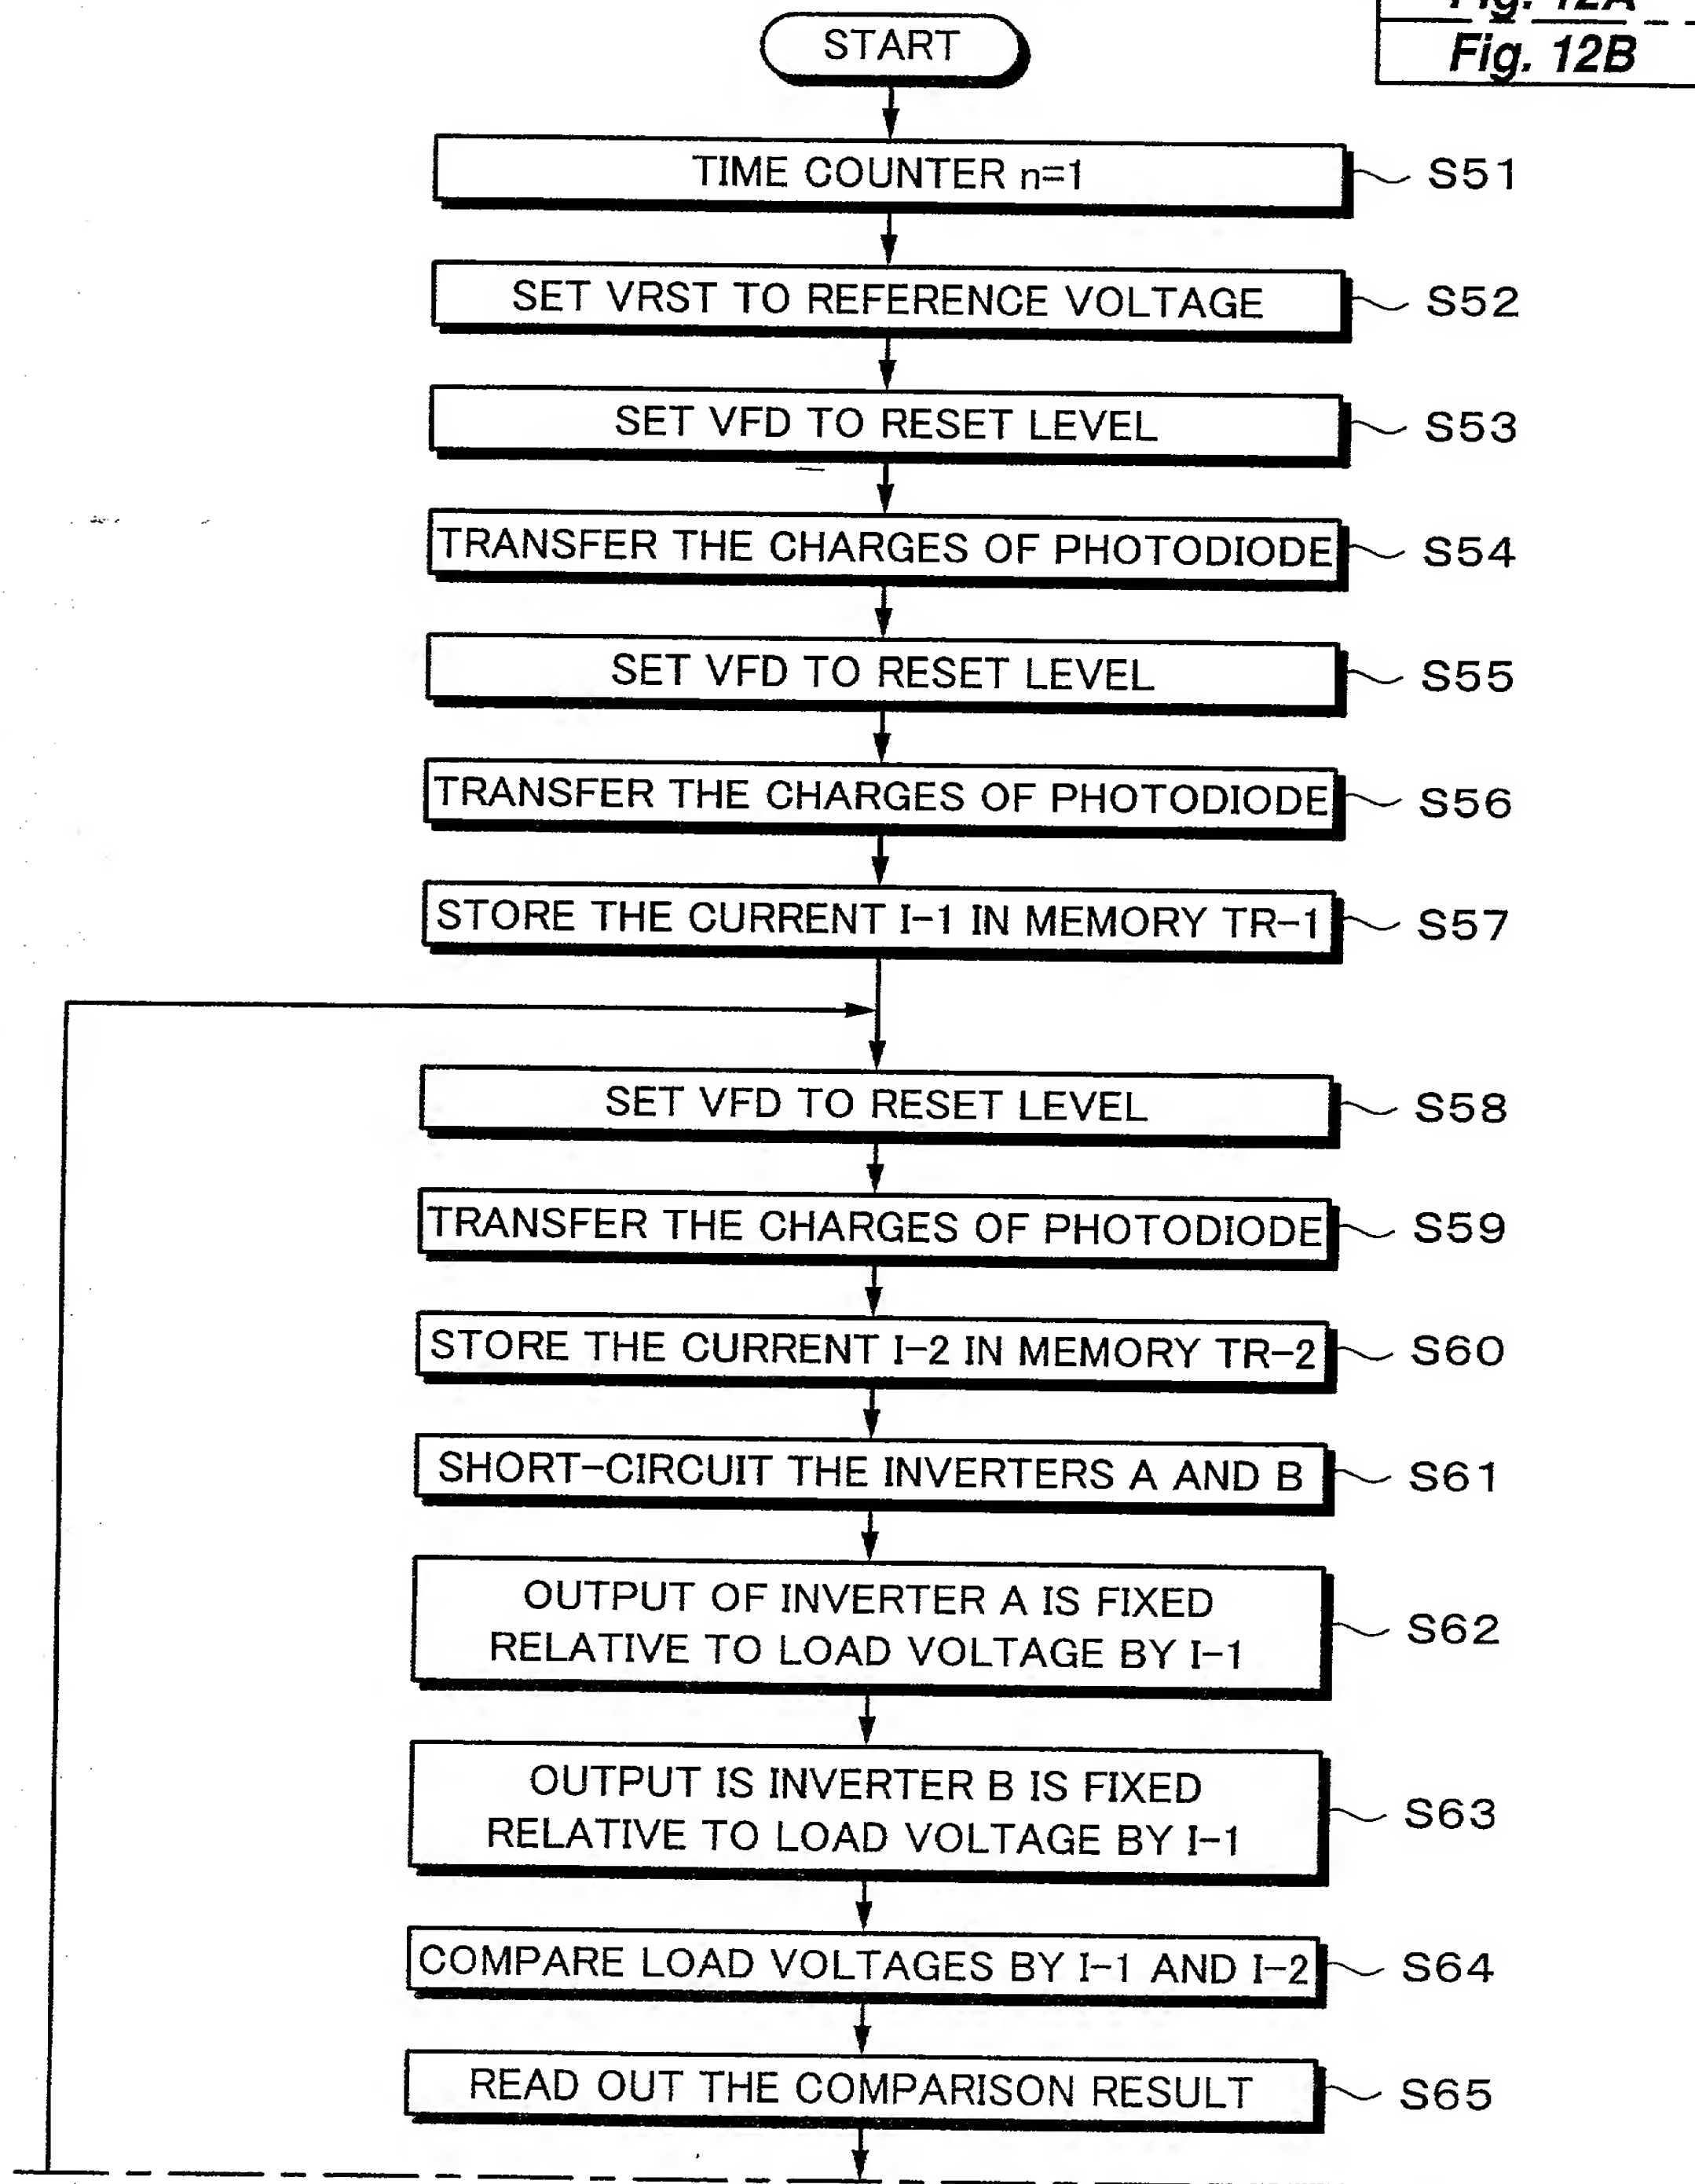 Fig. 12A
Fig. 12B
START
TIME COUNTER n=1
S51
SET VRST TO REFERENCE VOLTAGE
S52
SET VFD TO RESET LEVEL
S53
TRANSFER THE CHARGES OF PHOTODIODE
S54
SET VFD TO RESET LEVEL
S55
TRANSFER THE CHARGES OF PHOTODIODE
S56
STORE THE CURRENT I-1 IN MEMORY TR-1
S57
SET VFD TO RESET LEVEL
S58
TRANSFER THE CHARGES OF PHOTODIODE
S59
STORE THE CURRENT I-2 IN MEMORY TR-2
S60
SHORT-CIRCUIT THE INVERTERS A AND B
S61
OUTPUT OF INVERTER A IS FIXED
RELATIVE TO LOAD VOLTAGE BY I-1
S62
OUTPUT IS INVERTER B IS FIXED
RELATIVE TO LOAD VOLTAGE BY I-1
S63
COMPARE LOAD VOLTAGES BY I-1 AND I-2
S64
READ OUT THE COMPARISON RESULT
S65